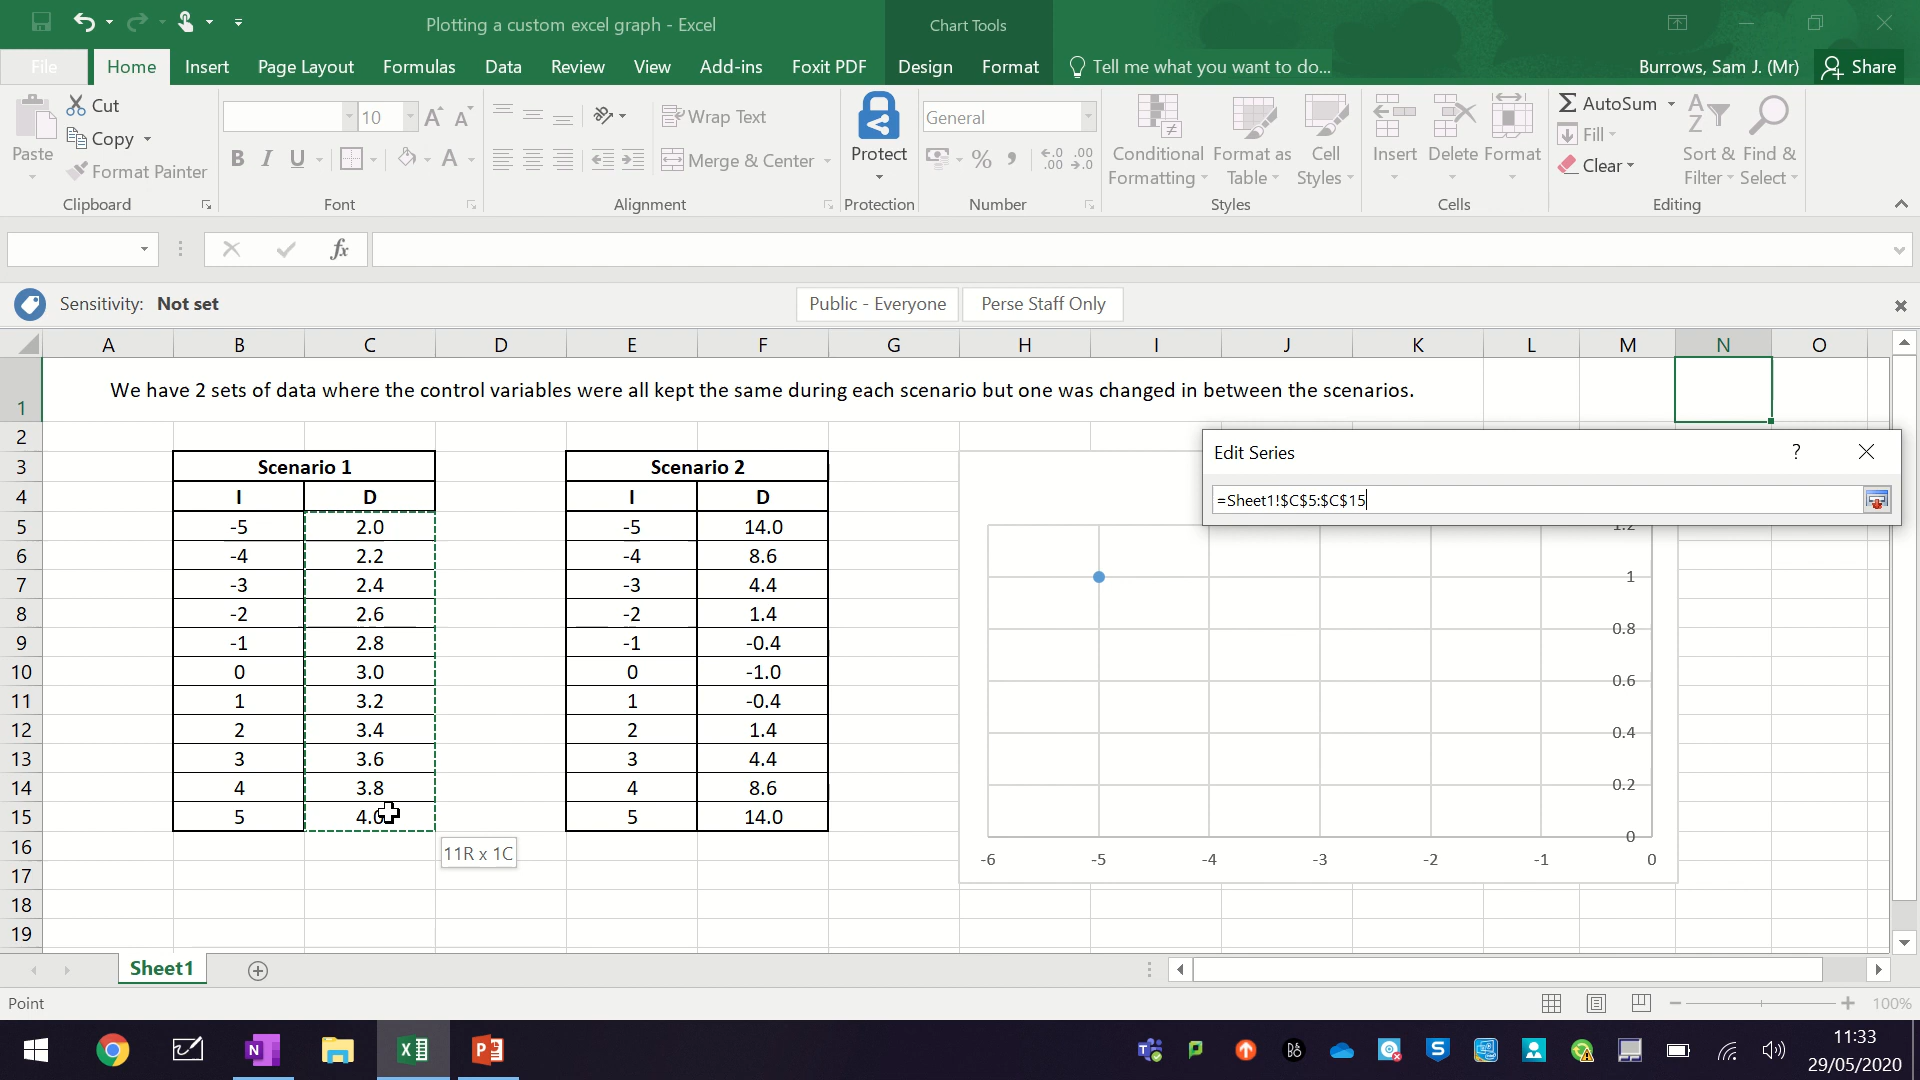 Plotting a custom excel graph - Excel
Chart Tools
File Home Insert Page Layout Formulas Data Review View Add-ins Foxit PDF Design Format Tell me what you want to do... Burrows, Sam J. (Mr) Share
Paste
Cut
Copy
Format Painter
Clipboard
10
B I U
Font
Wrap Text
Merge & Center
Alignment
Protect
Protection
General
Number
Conditional Formatting
Format as Table
Cell Styles
Styles
Insert Delete Format
Cells
AutoSum
Fill
Clear
Sort & Filter
Find & Select
Editing
fx
Sensitivity: Not set
Public - Everyone
Perse Staff Only
A B C D E F G H I J K L M N O
1 We have 2 sets of data where the control variables were all kept the same during each scenario but one was changed in between the scenarios.
2
3 Scenario 1 Scenario 2
4 I D I D
5 -5 2.0 -5 14.0
6 -4 2.2 -4 8.6
7 -3 2.4 -3 4.4
8 -2 2.6 -2 1.4
9 -1 2.8 -1 -0.4
10 0 3.0 0 -1.0
11 1 3.2 1 -0.4
12 2 3.4 2 1.4
13 3 3.6 3 4.4
14 4 3.8 4 8.6
15 5 4.0 5 14.0
16
17
18
19
11R x 1C
Edit Series
? 
=Sheet1!$C$5:$C$15
1.2
1
0.8
0.6
0.4
0.2
0
-6 -5 -4 -3 -2 -1 0
Sheet1
Point
100%
11:33
29/05/2020